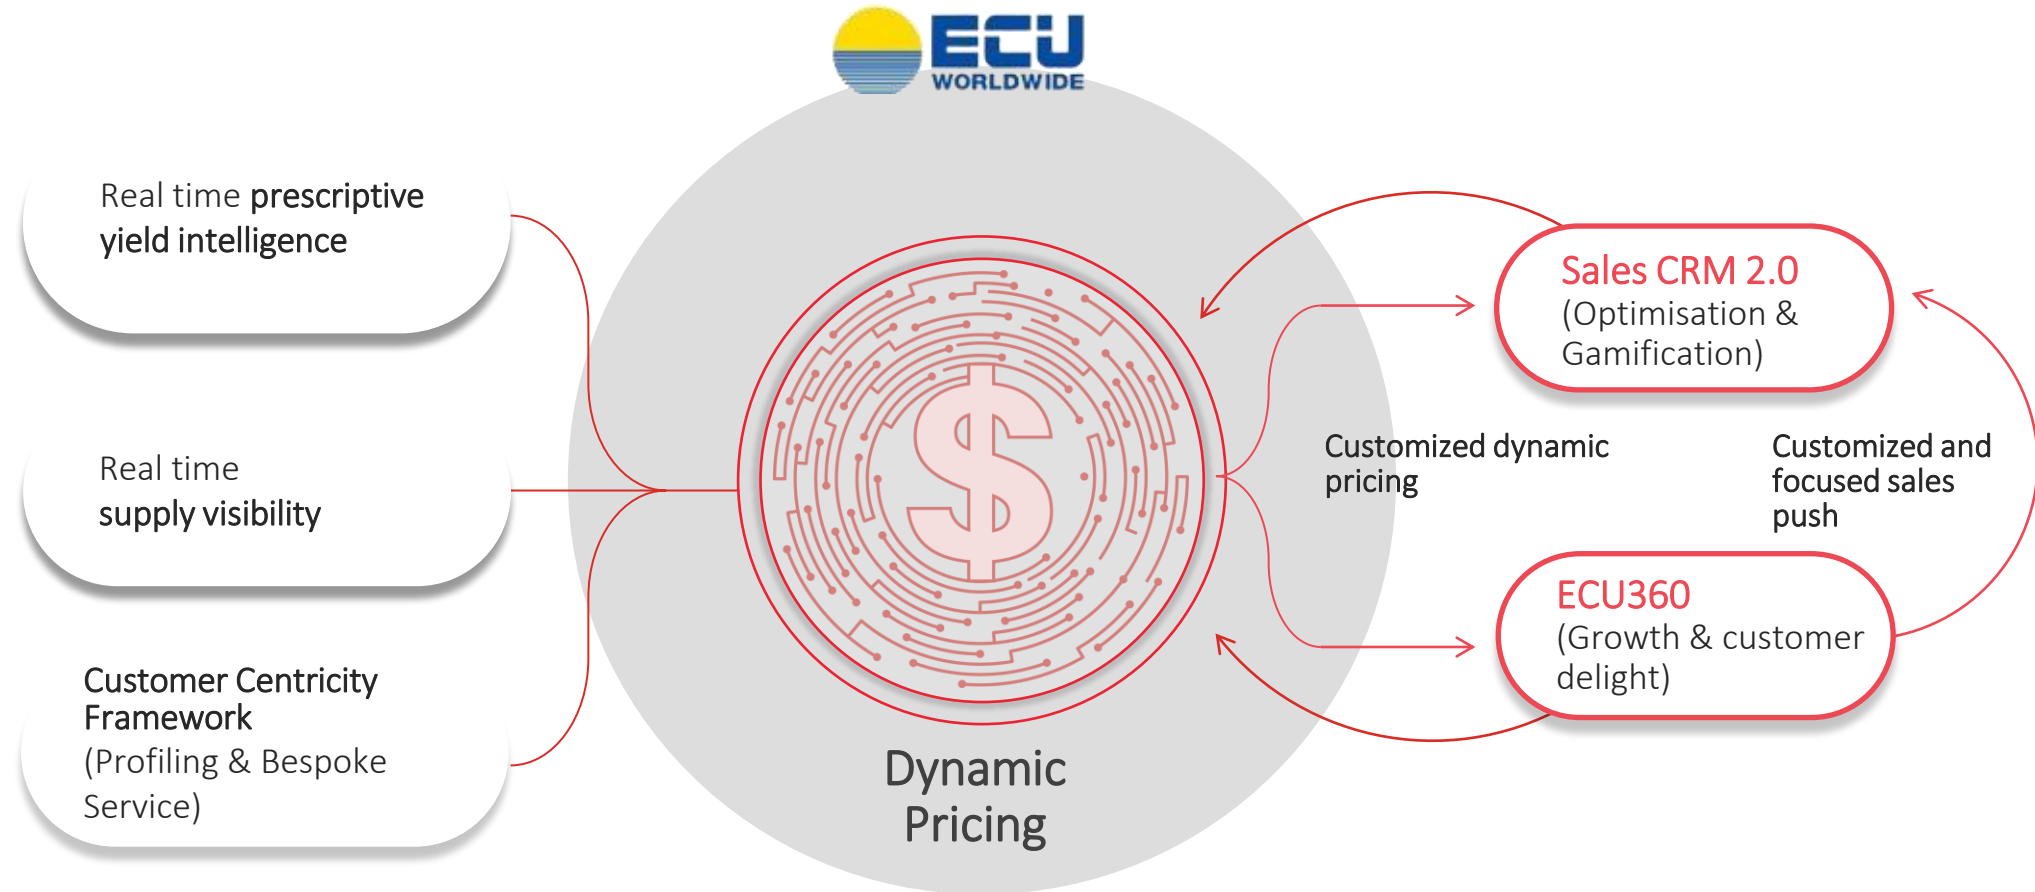 ECU
WORLDWIDE
Real time prescriptive
yield intelligence
Real time
supply visibility
Customer Centricity
Framework
(Profiling & Bespoke
Service)
$
Dynamic
Pricing
Sales CRM 2.0
(Optimisation &
Gamification)
Customized dynamic
pricing
Customized and
focused sales
push
ECU360
(Growth & customer
delight)